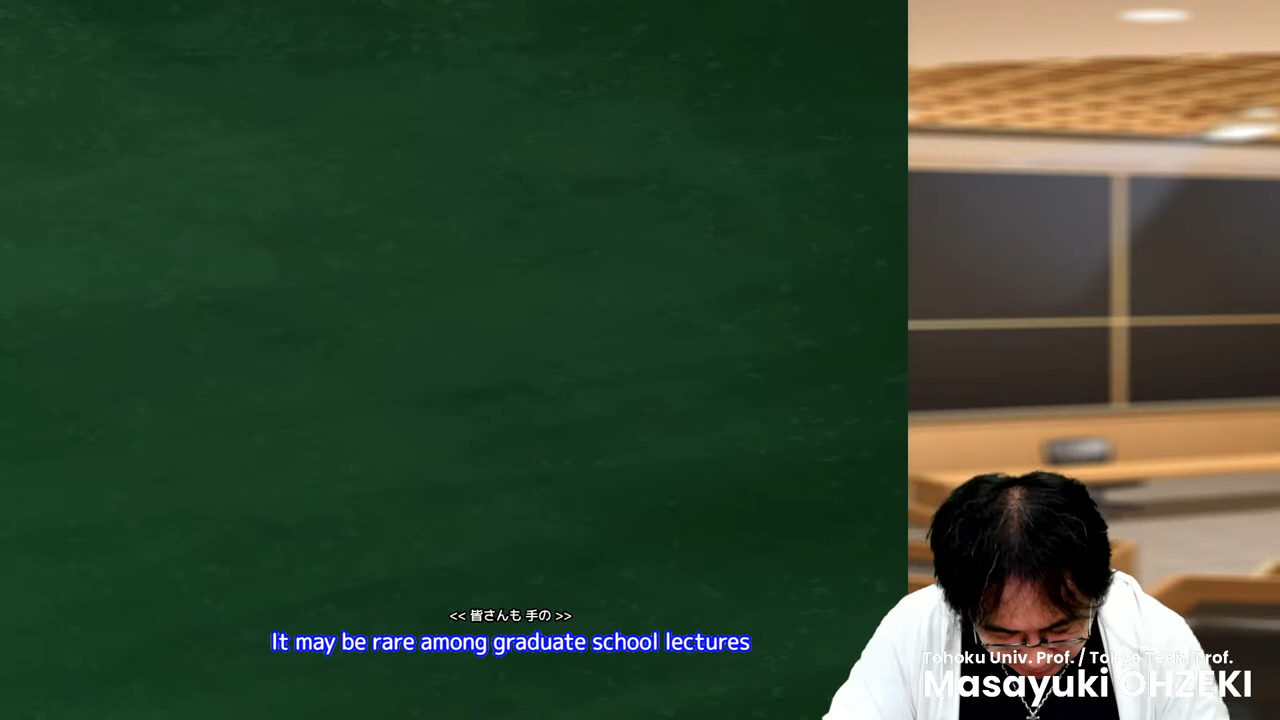 << 皆さんも 手の >>
It may be rare among graduate school lectures
Tohoku Univ. Prof. / Tokyo Tech. Prof.
Masayuki OHZEKI